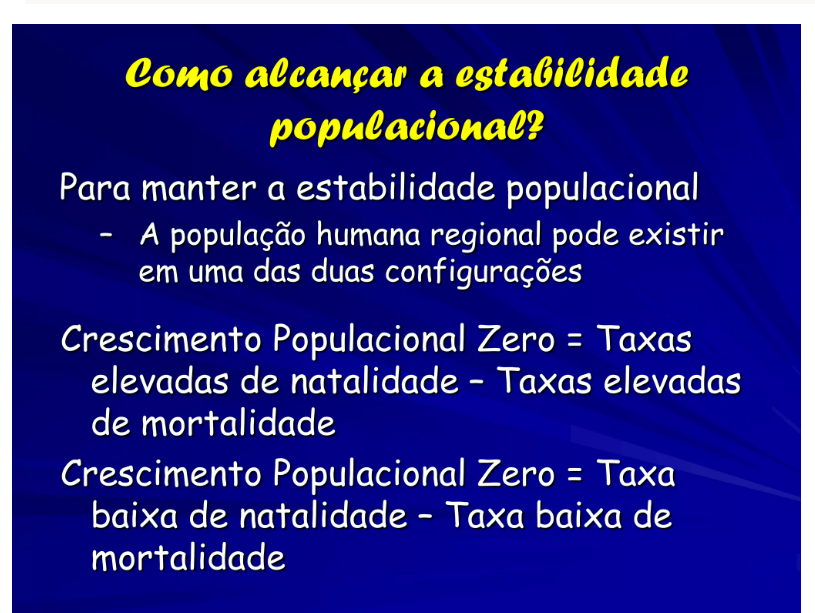 Como alcançar a estabilidade
populacional?
Para manter a estabilidade populacional
– A população humana regional pode existir
em uma das duas configurações
Crescimento Populacional Zero = Taxas
elevadas de natalidade – Taxas elevadas
de mortalidade
Crescimento Populacional Zero = Taxa
baixa de natalidade – Taxa baixa de
mortalidade